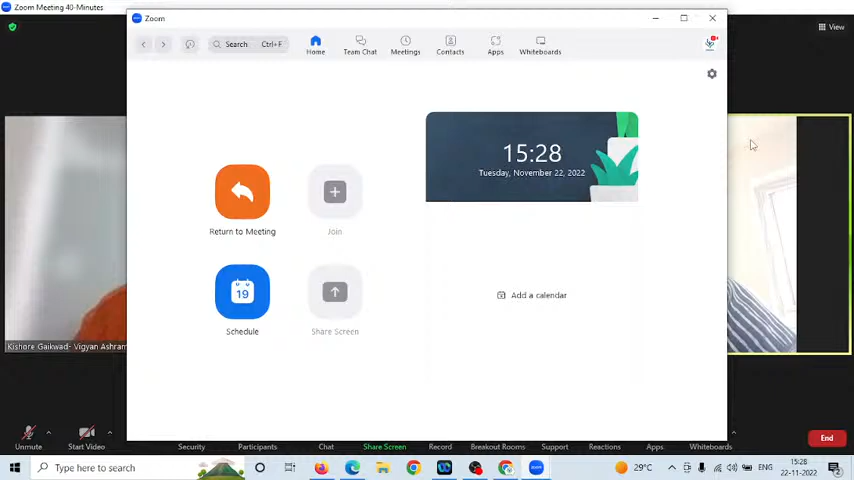 Zoom Meeting 40-Minutes
Zoom
Search Ctrl+F
Home
Team Chat
Meetings
Contacts
Apps
Whiteboards
View
15:28
Tuesday, November 22, 2022
Return to Meeting
Join
19
Schedule
Share Screen
Add a calendar
Kishore Gaikwad- Vigyan Ashram
Unmute
Start Video
Security
Participants
Chat
Share Screen
Record
Breakout Rooms
Support
Reactions
Apps
Whiteboards
End
Type here to search
29°C
ENG
15:28
22-11-2022
2